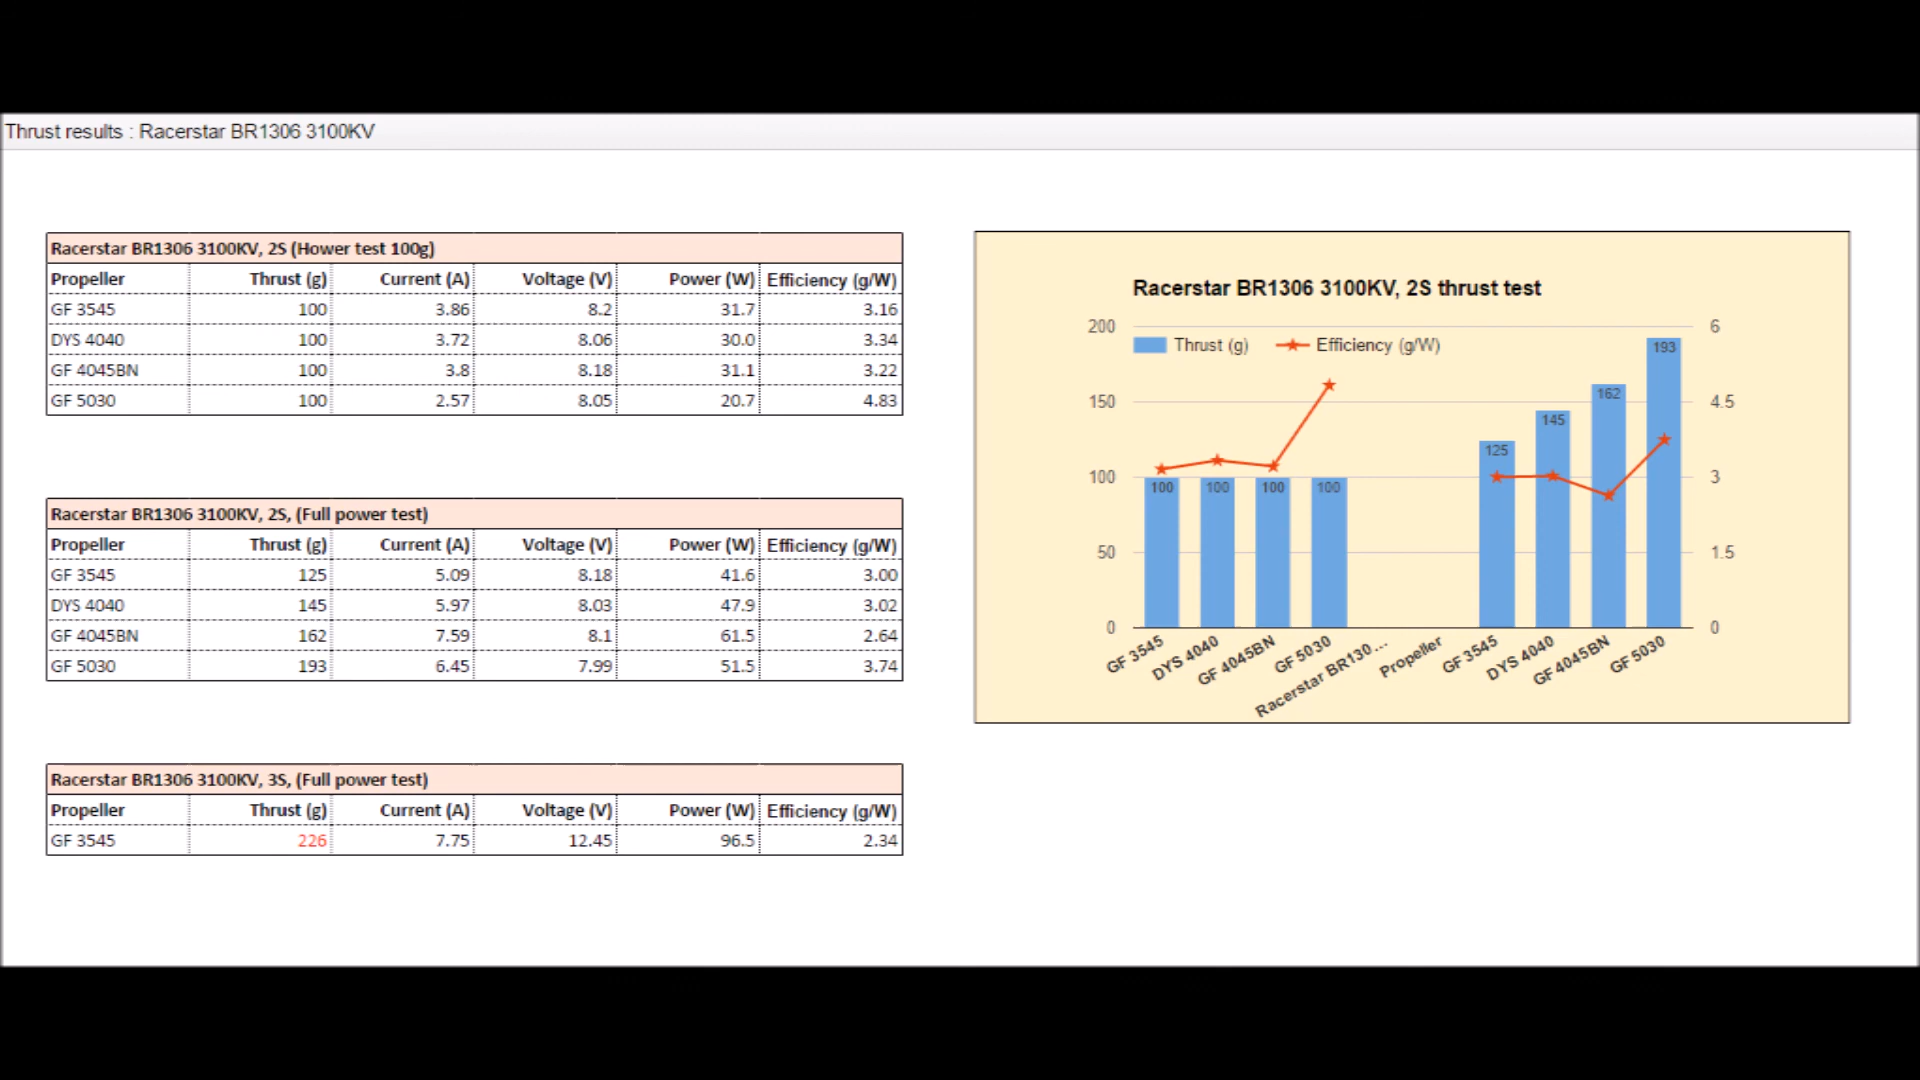 Thrust results : Racerstar BR1306 3100KV
Racerstar BR1306 3100KV, 2S (Hower test 100g)
Propeller Thrust (g) Current (A) Voltage (V) Power (W) Efficiency (g/W)
GF 3545 100 3.86 8.2 31.7 3.16
DYS 4040 100 3.72 8.06 30.0 3.34
GF 4045BN 100 3.8 8.18 31.1 3.22
GF 5030 100 2.57 8.05 20.7 4.83
Racerstar BR1306 3100KV, 2S, (Full power test)
Propeller Thrust (g) Current (A) Voltage (V) Power (W) Efficiency (g/W)
GF 3545 125 5.09 8.18 41.6 3.00
DYS 4040 145 5.97 8.03 47.9 3.02
GF 4045BN 162 7.59 8.1 61.5 2.64
GF 5030 193 6.45 7.99 51.5 3.74
Racerstar BR1306 3100KV, 3S, (Full power test)
Propeller Thrust (g) Current (A) Voltage (V) Power (W) Efficiency (g/W)
GF 3545 226 7.75 12.45 96.5 2.34
Racerstar BR1306 3100KV, 2S thrust test
Thrust (g) Efficiency (g/W)
200
150
100
50
0
6
4.5
3
1.5
0
100 100 100 100 125 145 162 193
GF 3545
DYS 4040
GF 4045BN
GF 5030
Racerstar BR130...
Propeller
GF 3545
DYS 4040
GF 4045BN
GF 5030